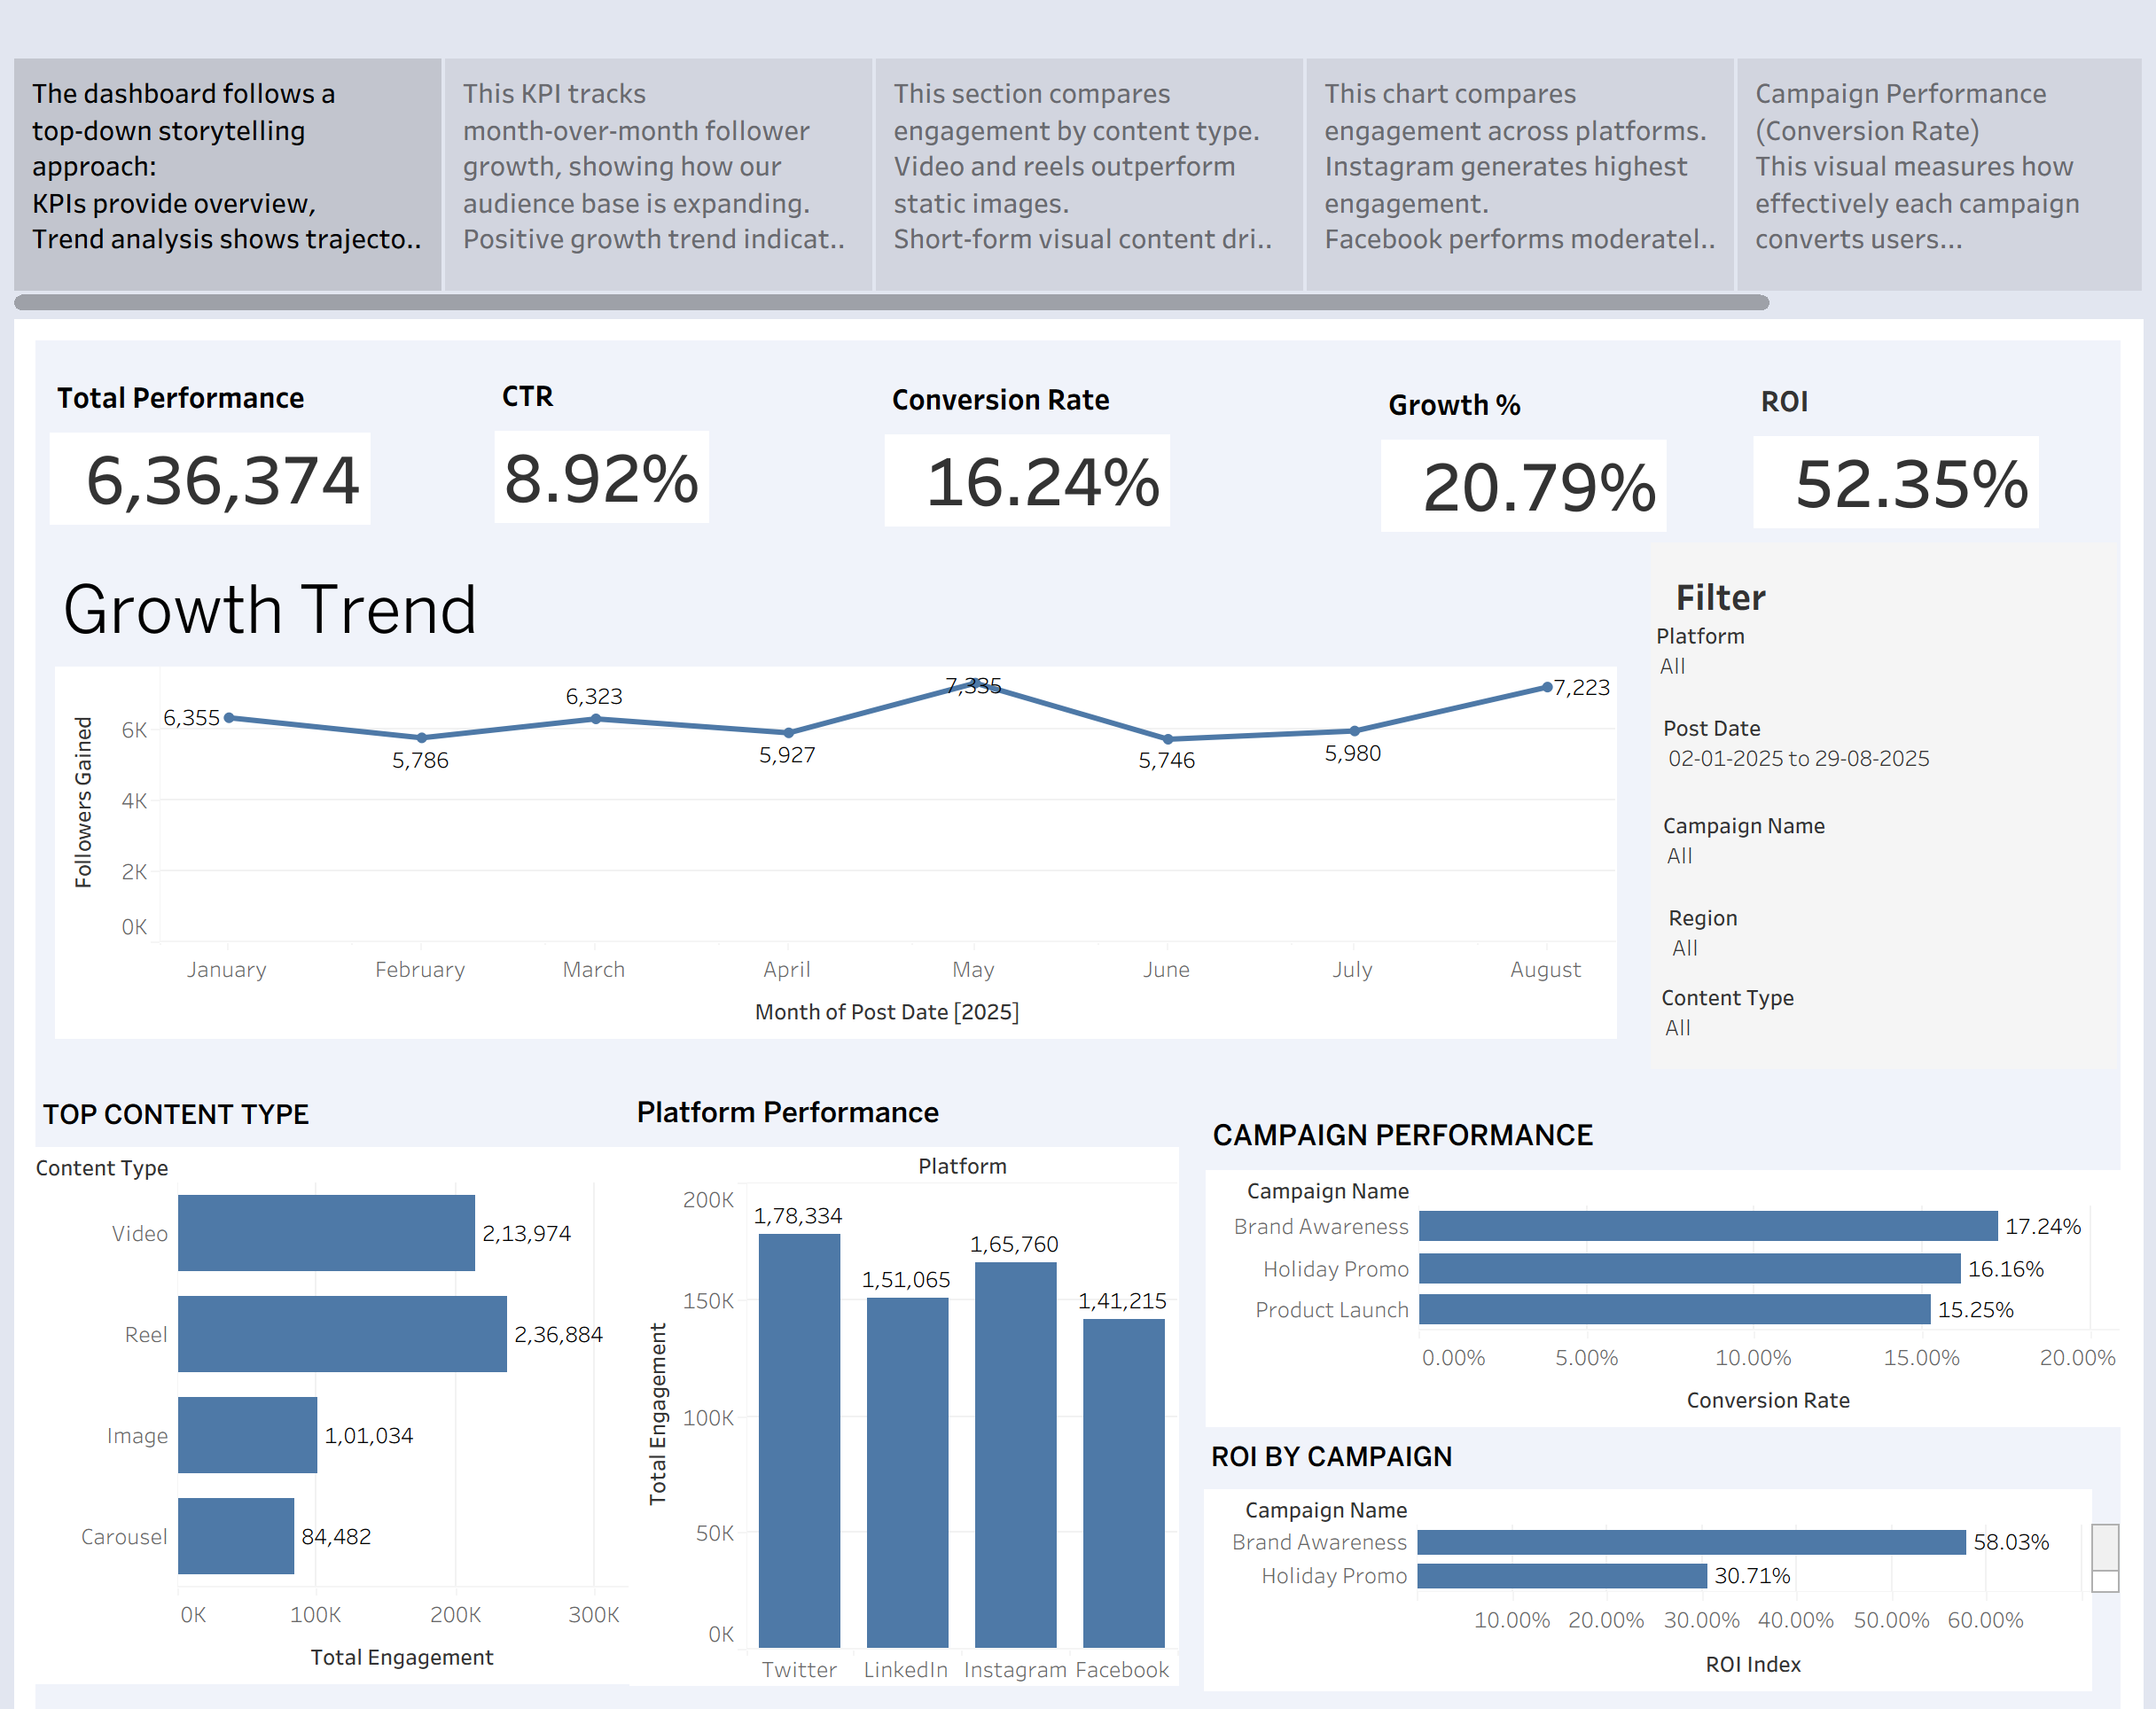 The dashboard follows a
top-down storytelling
approach:
KPIs provide overview,
Trend analysis shows trajecto..
This KPI tracks
month-over-month follower
growth, showing how our
audience base is expanding.
Positive growth trend indicat..
This section compares
engagement by content type.
Video and reels outperform
static images.
Short-form visual content dri..
This chart compares
engagement across platforms.
Instagram generates highest
engagement.
Facebook performs moderatel..
Campaign Performance
(Conversion Rate)
This visual measures how
effectively each campaign
converts users...
Total Performance
6,36,374
CTR
8.92%
Conversion Rate
16.24%
Growth %
20.79%
ROI
52.35%
Growth Trend
Followers Gained
6K
4K
2K
0K
6,355
5,786
6,323
5,927
7,335
5,746
5,980
7,223
January
February
March
April
May
June
July
August
Month of Post Date [2025]
Filter
Platform
All
Post Date
02-01-2025 to 29-08-2025
Campaign Name
All
Region
All
Content Type
All
TOP CONTENT TYPE
Content Type
Video
2,13,974
Reel
2,36,884
Image
1,01,034
Carousel
84,482
0K
100K
200K
300K
Total Engagement
Platform Performance
Platform
Total Engagement
200K
150K
100K
50K
0K
1,78,334
1,51,065
1,65,760
1,41,215
Twitter
LinkedIn
Instagram
Facebook
CAMPAIGN PERFORMANCE
Campaign Name
Brand Awareness
17.24%
Holiday Promo
16.16%
Product Launch
15.25%
0.00%
5.00%
10.00%
15.00%
20.00%
Conversion Rate
ROI BY CAMPAIGN
Campaign Name
Brand Awareness
58.03%
Holiday Promo
30.71%
10.00%
20.00%
30.00%
40.00%
50.00%
60.00%
ROI Index